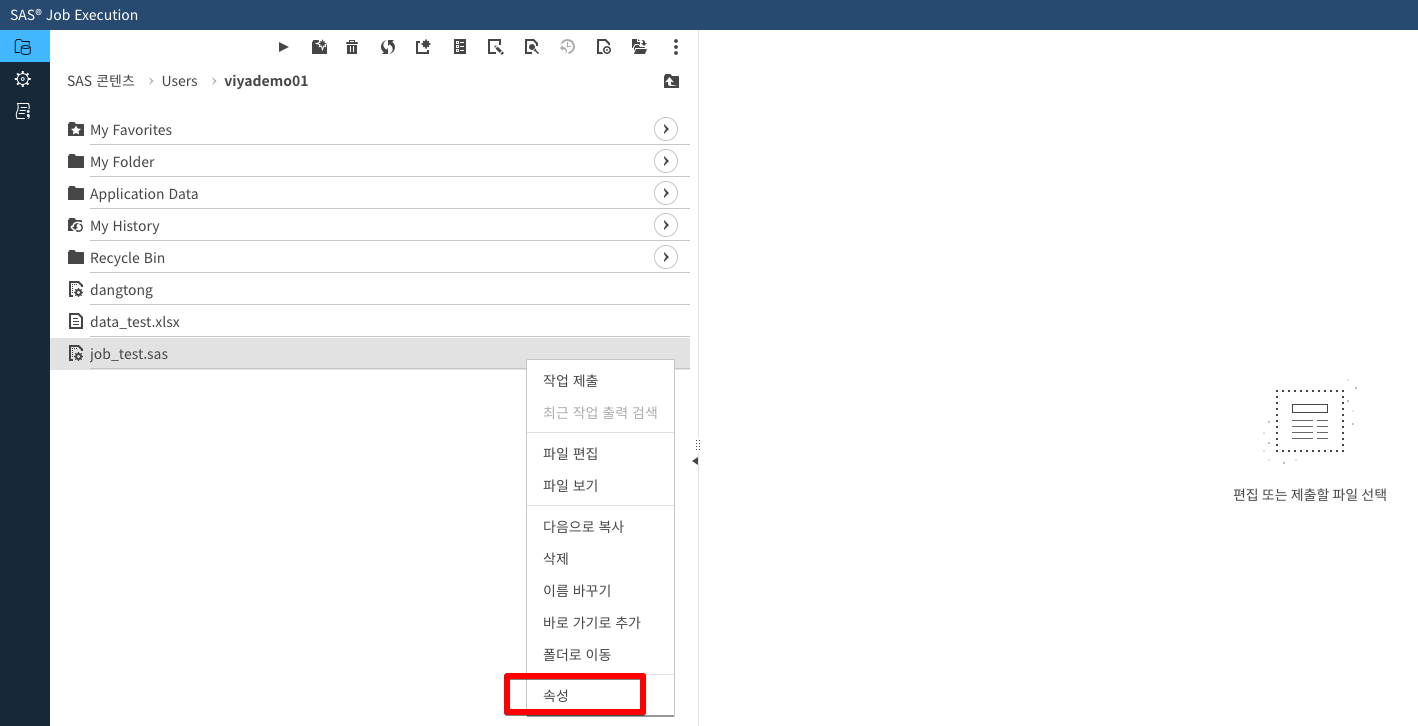 SAS® Job Execution
SAS 콘텐츠 > Users > viyademo01
My Favorites
My Folder
Application Data
My History
Recycle Bin
dangtong
data_test.xlsx
job_test.sas
작업 제출
최근 작업 출력 검색
파일 편집
파일 보기
다음으로 복사
삭제
이름 바꾸기
바로 가기로 추가
폴더로 이동
속성
편집 또는 제출할 파일 선택